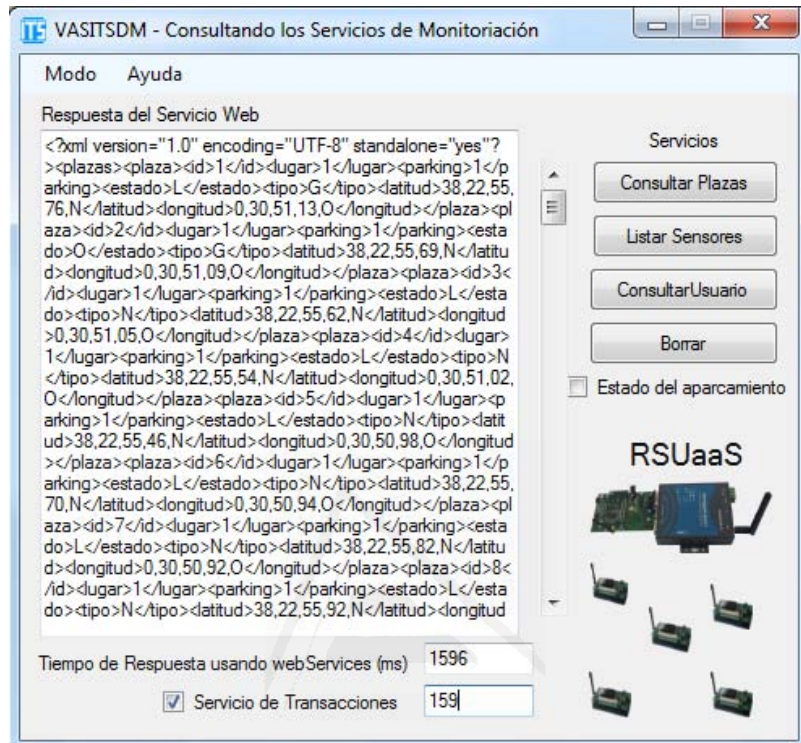 TS VASITSDM - Consultando los Servicios de Monitoriación
Modo Ayuda
Respuesta del Servicio Web
<?xml version="1.0" encoding="UTF-8" standalone="yes"?
><plazas><plaza><id>1</id><lugar>1</lugar><parking>1</p
arking><estado>L</estado><tipo>G</tipo><latitud>38,22,55,
76,N</latitud><longitud>0,30,51,13,O</longitud></plaza><pl
aza><id>2</id><lugar>1</lugar><parking>1</parking><esta
do>O</estado><tipo>G</tipo><latitud>38,22,55,69,N</latitu
d><longitud>0,30,51,09,O</longitud></plaza><plaza><id>3<
/id><lugar>1</lugar><parking>1</parking><estado>L</esta
do><tipo>N</tipo><latitud>38,22,55,62,N</latitud><longitud
>0,30,51,05,O</longitud></plaza><plaza><id>4</id><lugar>
1</lugar><parking>1</parking><estado>L</estado><tipo>N
</tipo><latitud>38,22,55,54,N</latitud><longitud>0,30,51,02,
O</longitud></plaza><plaza><id>5</id><lugar>1</lugar><p
arking>1</parking><estado>L</estado><tipo>N</tipo><latit
ud>38,22,55,46,N</latitud><longitud>0,30,50,98,O</longitud
></plaza><plaza><id>6</id><lugar>1</lugar><parking>1</p
arking><estado>L</estado><tipo>N</tipo><latitud>38,22,55,
70,N</latitud><longitud>0,30,50,94,O</longitud></plaza><pl
aza><id>7</id><lugar>1</lugar><parking>1</parking><esta
do>L</estado><tipo>N</tipo><latitud>38,22,55,82,N</latitu
d><longitud>0,30,50,92,O</longitud></plaza><plaza><id>8<
/id><lugar>1</lugar><parking>1</parking><estado>L</esta
do><tipo>N</tipo><latitud>38,22,55,92,N</latitud><longitud
Servicios
Consultar Plazas
Listar Sensores
ConsultarUsuario
Borrar
Estado del aparcamiento
RSUaaS
Tiempo de Respuesta usando webServices (ms) 1596
Servicio de Transacciones 159